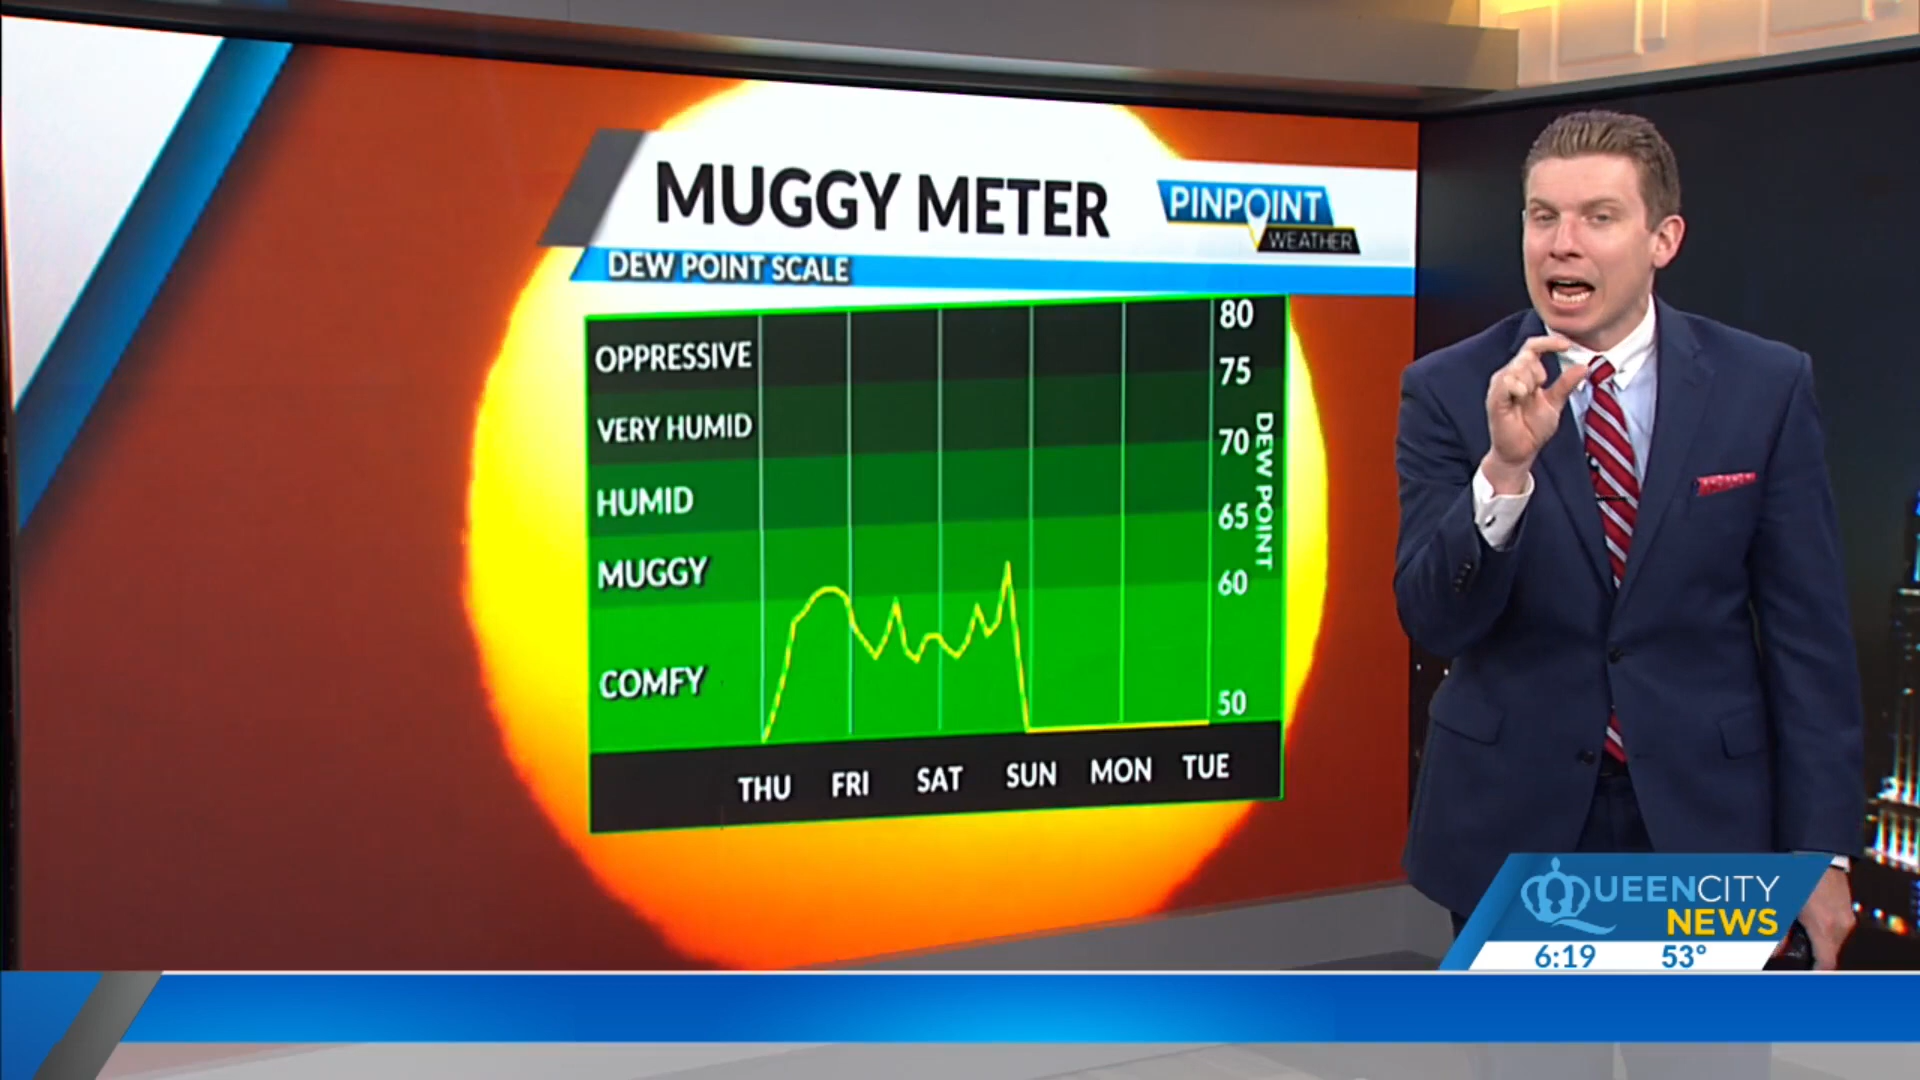 MUGGY METER
PINPOINT
WEATHER
DEW POINT SCALE
OPPRESSIVE
VERY HUMID
HUMID
MUGGY
COMFY
80
75
70
65
60
50
DEW POINT
THU FRI SAT SUN MON TUE
QUEENCITY
NEWS
6:19 53°